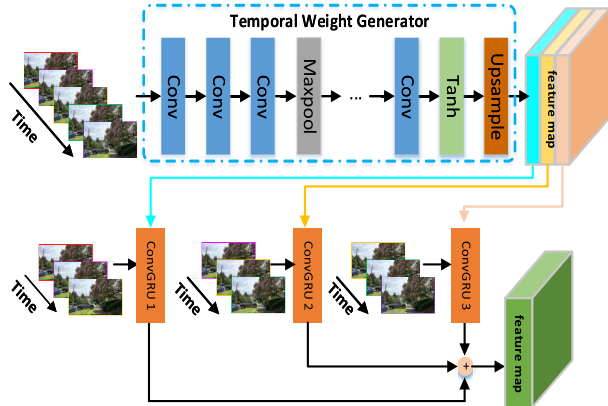 Temporal Weight Generator
Time
Conv
Conv
Conv
Maxpool
...
Conv
Tanh
Upsample
feature map
Time
ConvGRU 1
Time
ConvGRU 2
Time
ConvGRU 3
+
feature map